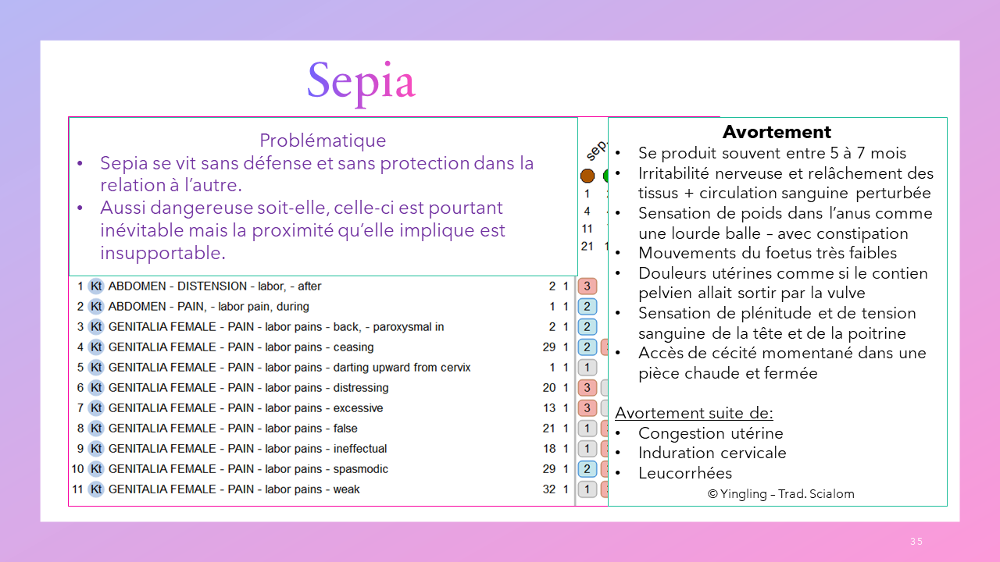 Sepia
Problématique
• Sepia se vit sans défense et sans protection dans la
relation à l’autre.
• Aussi dangereuse soit-elle, celle-ci est pourtant
inévitable mais la proximité qu’elle implique est
insupportable.
sep.
1
4
11
21 1
1 Kt ABDOMEN - DISTENSION - labor, - after 2 1 3
2 Kt ABDOMEN - PAIN, - labor pain, during 1 1 2
3 Kt GENITALIA FEMALE - PAIN - labor pains - back, - paroxysmal in 2 1 2
4 Kt GENITALIA FEMALE - PAIN - labor pains - ceasing 29 1 2
5 Kt GENITALIA FEMALE - PAIN - labor pains - darting upward from cervix 1 1 1
6 Kt GENITALIA FEMALE - PAIN - labor pains - distressing 20 1 3
7 Kt GENITALIA FEMALE - PAIN - labor pains - excessive 13 1 3
8 Kt GENITALIA FEMALE - PAIN - labor pains - false 21 1 1
9 Kt GENITALIA FEMALE - PAIN - labor pains - ineffectual 18 1 1
10 Kt GENITALIA FEMALE - PAIN - labor pains - spasmodic 29 1 2
11 Kt GENITALIA FEMALE - PAIN - labor pains - weak 32 1 1
Avortement
• Se produit souvent entre 5 à 7 mois
• Irritabilité nerveuse et relâchement des
tissus + circulation sanguine perturbée
• Sensation de poids dans l’anus comme
une lourde balle – avec constipation
• Mouvements du foetus très faibles
• Douleurs utérines comme si le contien
pelvien allait sortir par la vulve
• Sensation de plénitude et de tension
sanguine de la tête et de la poitrine
• Accès de cécité momentané dans une
pièce chaude et fermée
Avortement suite de:
• Congestion utérine
• Induration cervicale
• Leucorrhées
© Yingling – Trad. Scialom
35